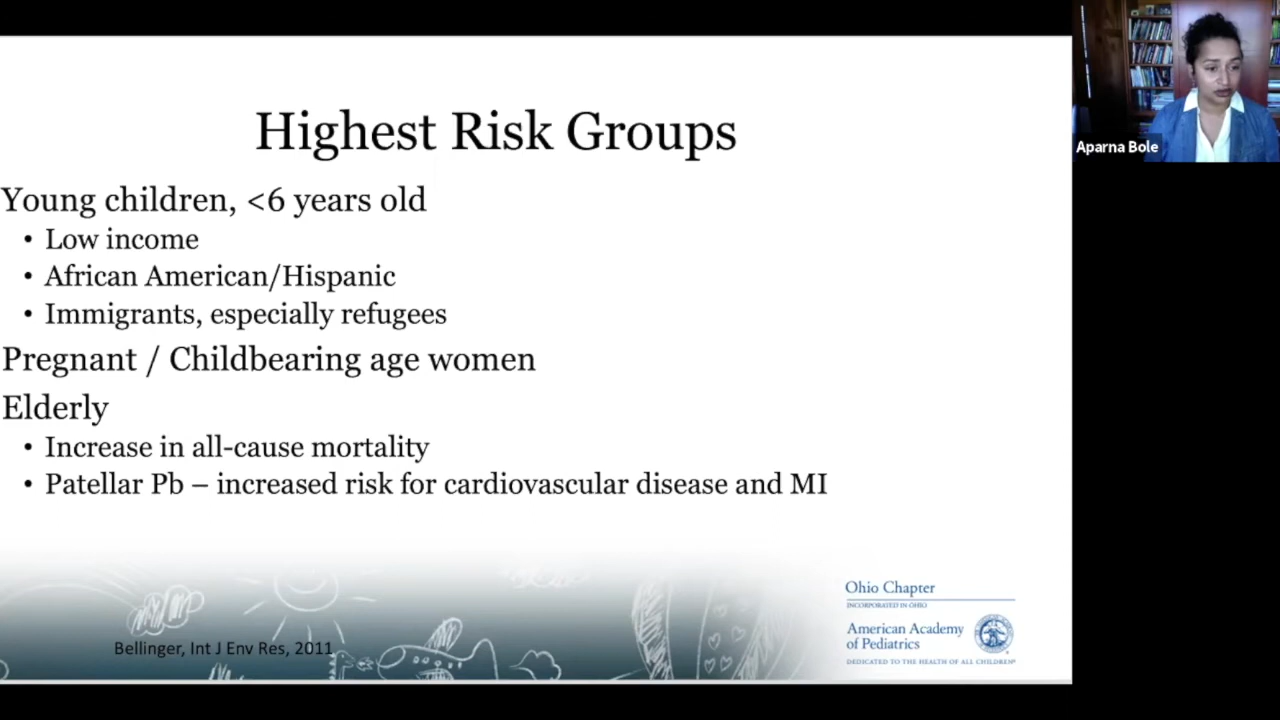 Highest Risk Groups
Young children, <6 years old
• Low income
• African American/Hispanic
• Immigrants, especially refugees
Pregnant / Childbearing age women
Elderly
• Increase in all-cause mortality
• Patellar Pb – increased risk for cardiovascular disease and MI
Bellinger, Int J Env Res, 2011
Ohio Chapter
INCORPORATED IN OHIO
American Academy
of Pediatrics
DEDICATED TO THE HEALTH OF ALL CHILDREN®
Aparna Bole